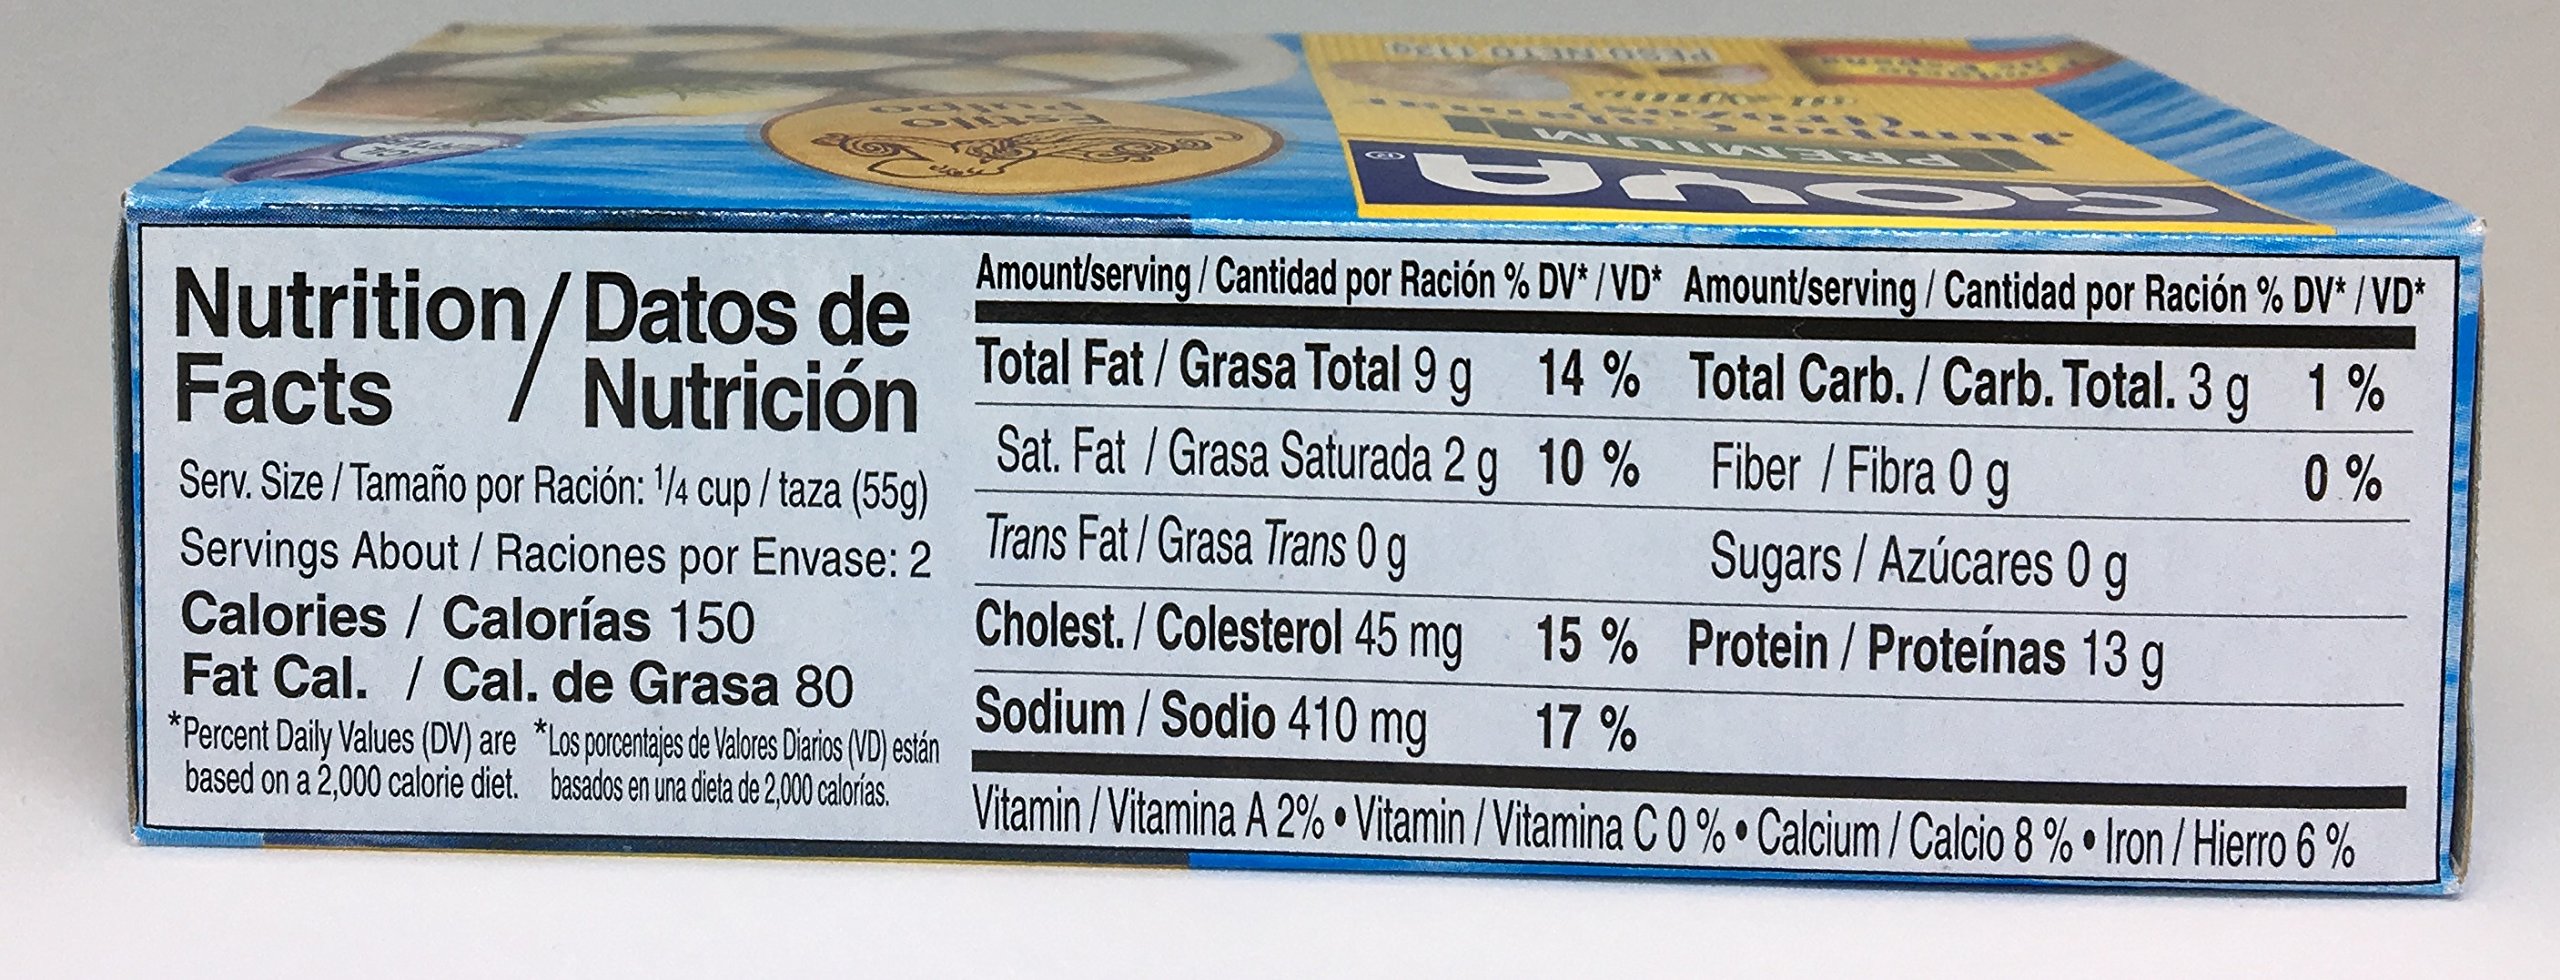 PESO NETO 112g
Estilo
Pulpo
PREMIUM
GOYA®
Nutrition / Datos de
Facts / Nutrición
Serv. Size / Tamaño por Ración: 1/4 cup / taza (55g)
Servings About / Raciones por Envase: 2
Calories / Calorías 150
Fat Cal. / Cal. de Grasa 80
*Percent Daily Values (DV) are
based on a 2,000 calorie diet.
*Los porcentajes de Valores Diarios (VD) están
basados en una dieta de 2,000 calorías.
Amount/serving / Cantidad por Ración % DV* / VD*
Total Fat / Grasa Total 9 g 14 %
Sat. Fat / Grasa Saturada 2 g 10 %
Trans Fat / Grasa Trans 0 g
Cholest. / Colesterol 45 mg 15 %
Sodium / Sodio 410 mg 17 %
Amount/serving / Cantidad por Ración % DV* / VD*
Total Carb. / Carb. Total. 3 g 1 %
Fiber / Fibra 0 g 0 %
Sugars / Azúcares 0 g
Protein / Proteínas 13 g
Vitamin / Vitamina A 2% • Vitamin / Vitamina C 0 % • Calcium / Calcio 8 % • Iron / Hierro 6 %